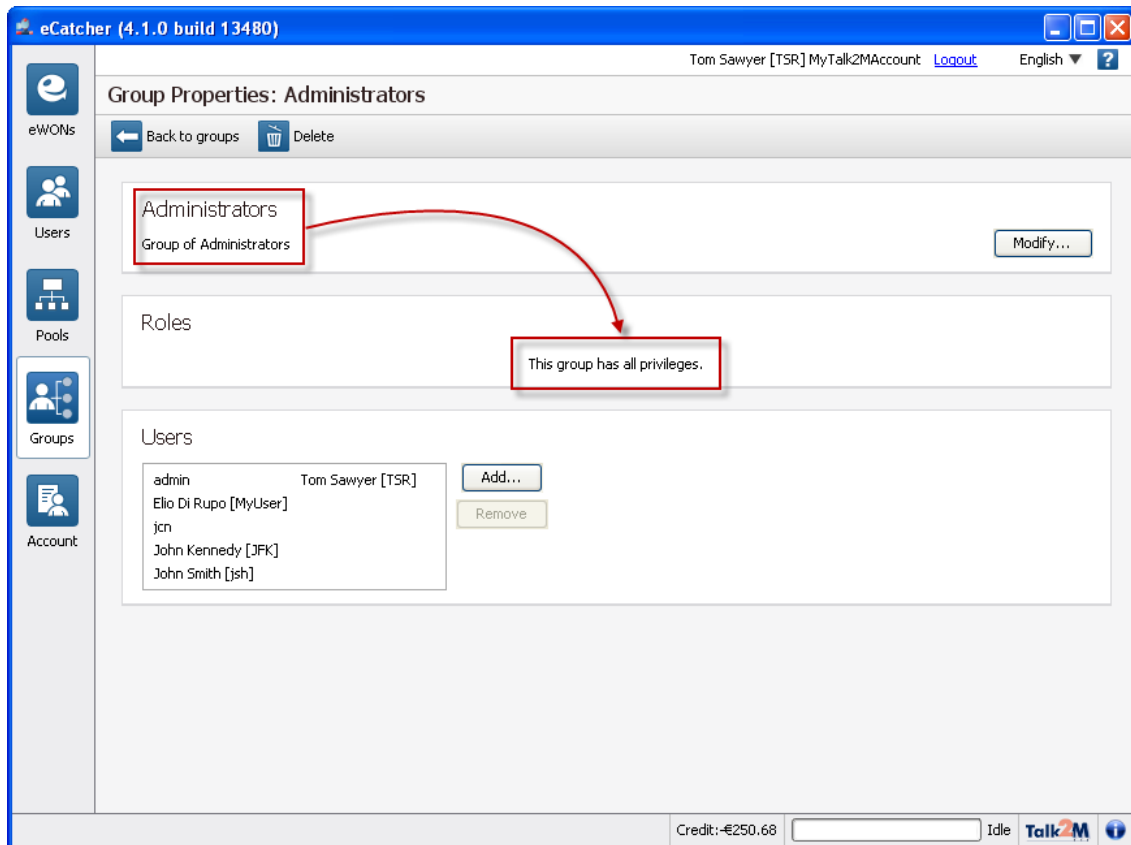 eCatcher (4.1.0 build 13480)
Tom Sawyer [TSR] MyTalk2MAccount Logout English ?
eWONs
Users
Pools
Groups
Account
Group Properties: Administrators
Back to groups Delete
Administrators
Group of Administrators
Modify...
Roles
This group has all privileges.
Users
admin Tom Sawyer [TSR]
Elio Di Rupo [MyUser]
jcn
John Kennedy [JFK]
John Smith [jsh]
Add...
Remove
Credit:-€250.68 Idle Talk2M i